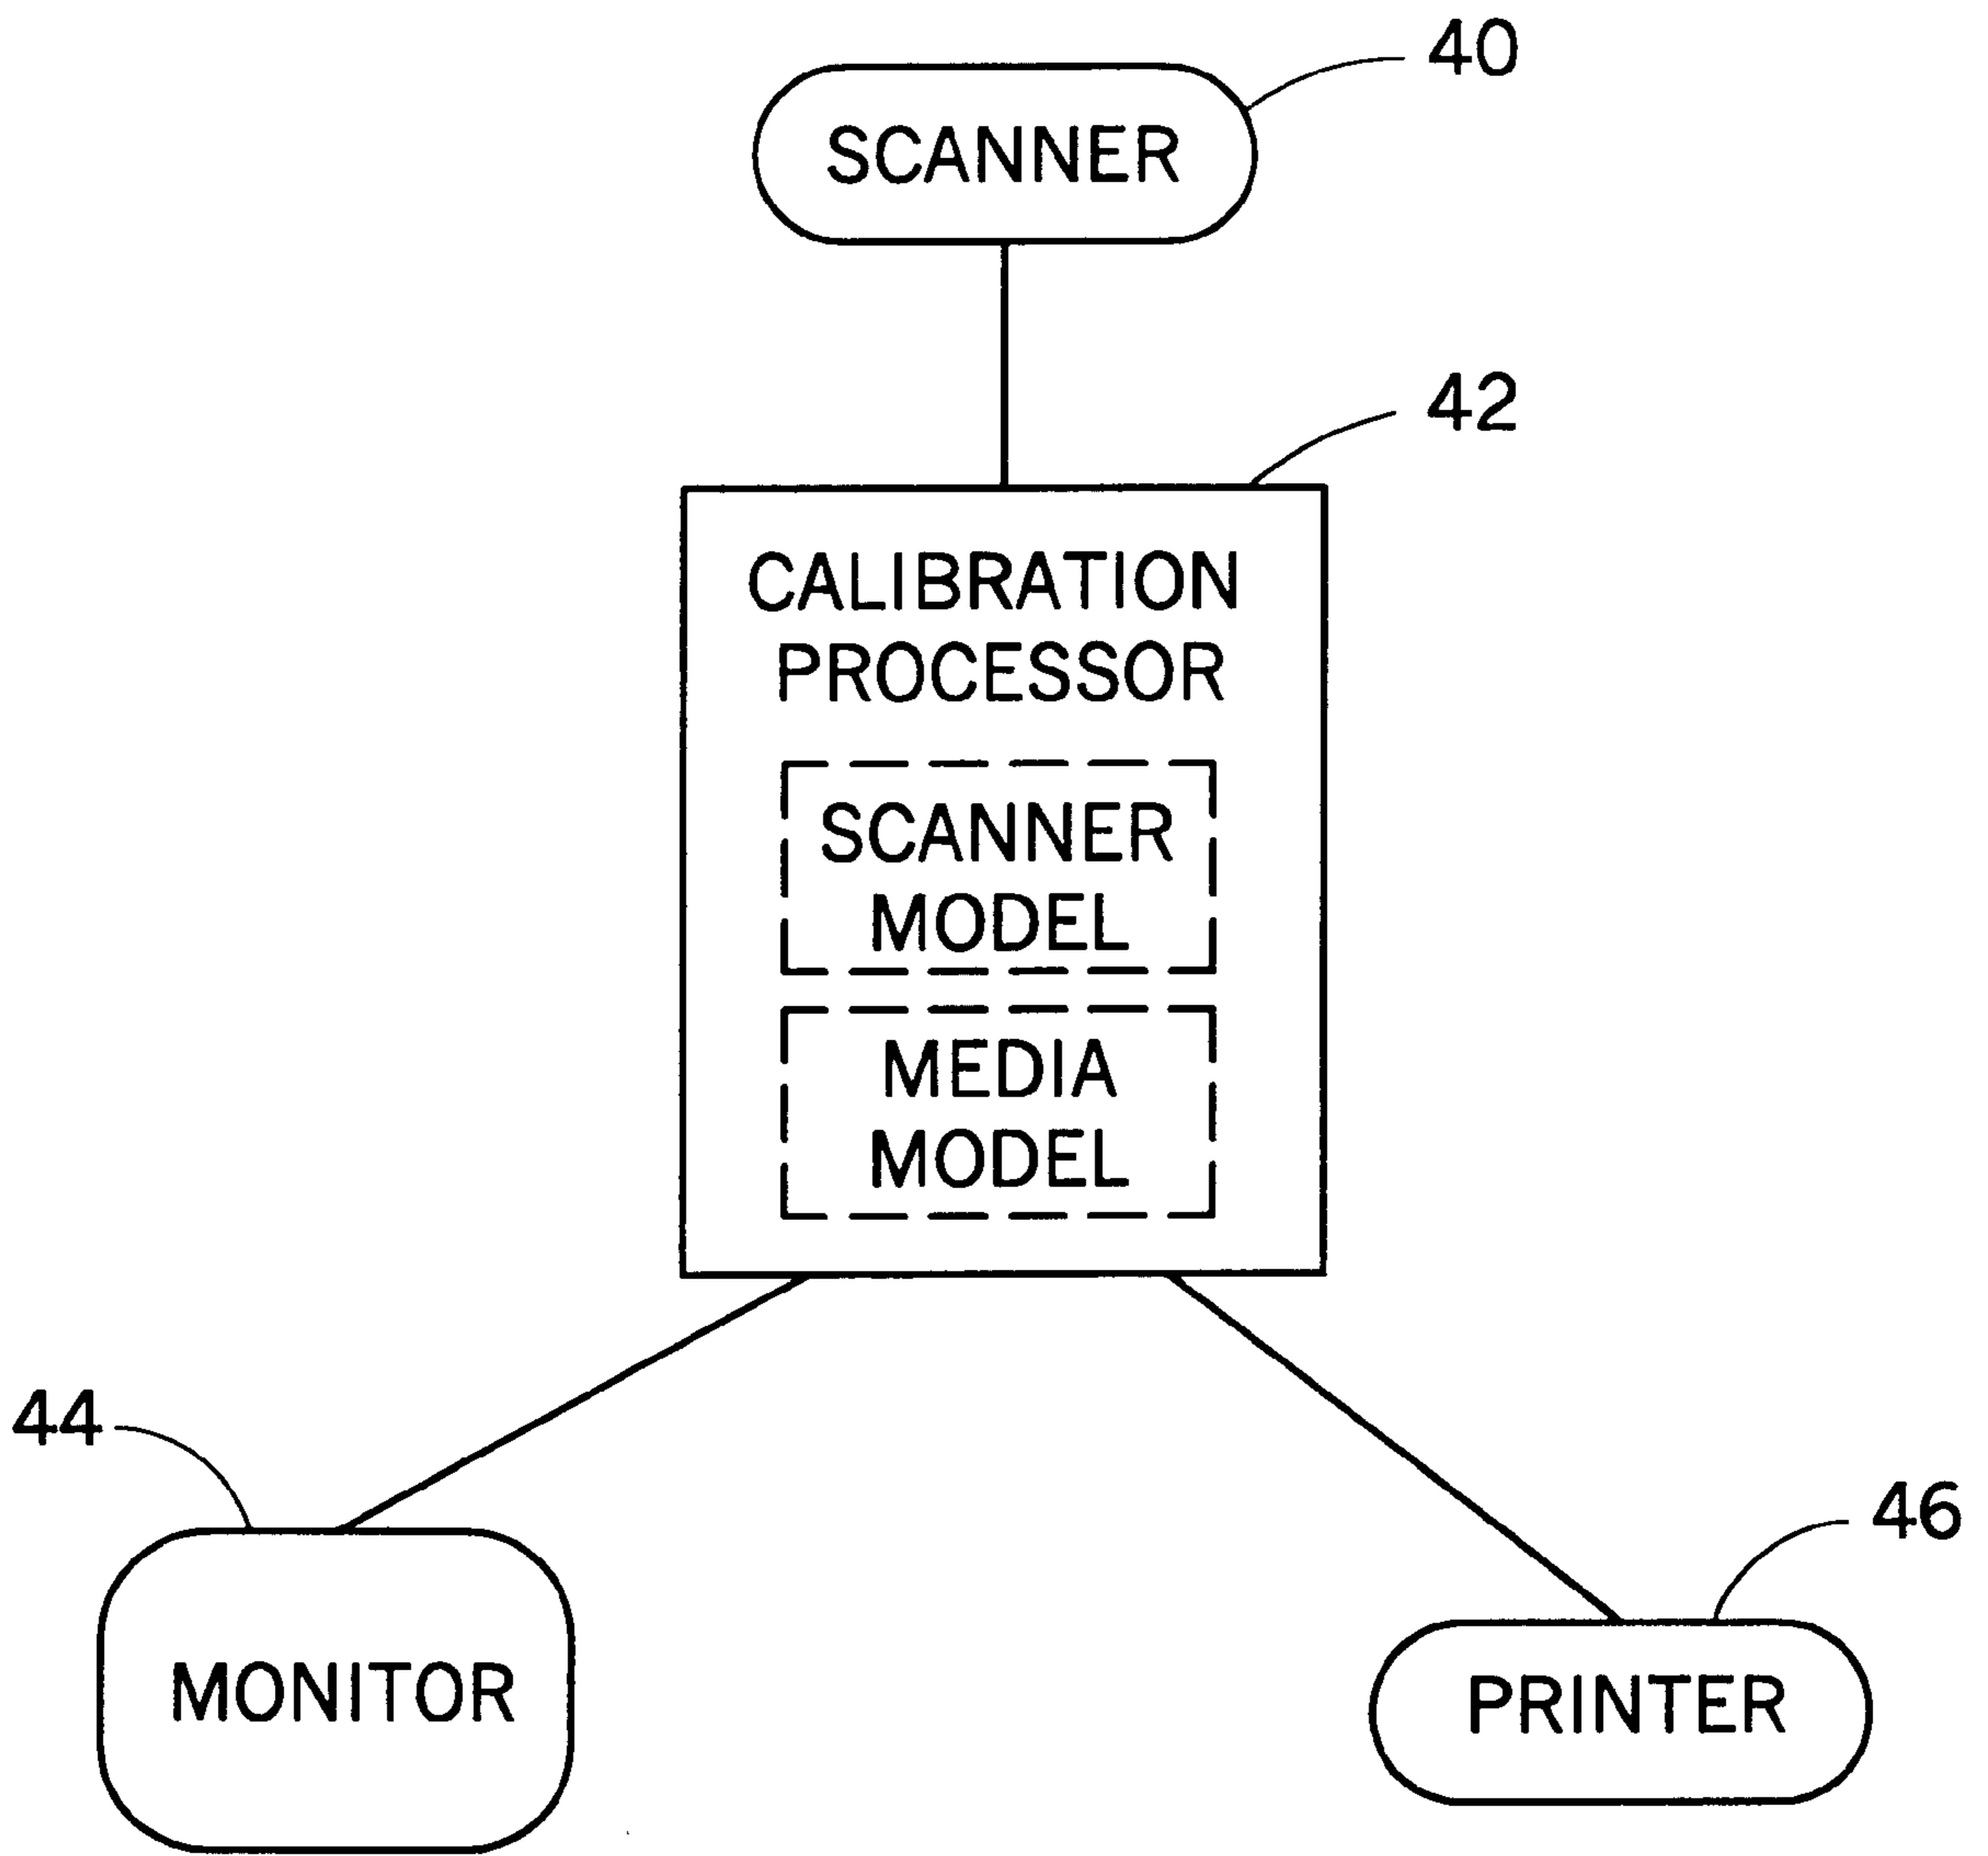 40
SCANNER
42
CALIBRATION
PROCESSOR
SCANNER
MODEL
MEDIA
MODEL
44
46
MONITOR
PRINTER